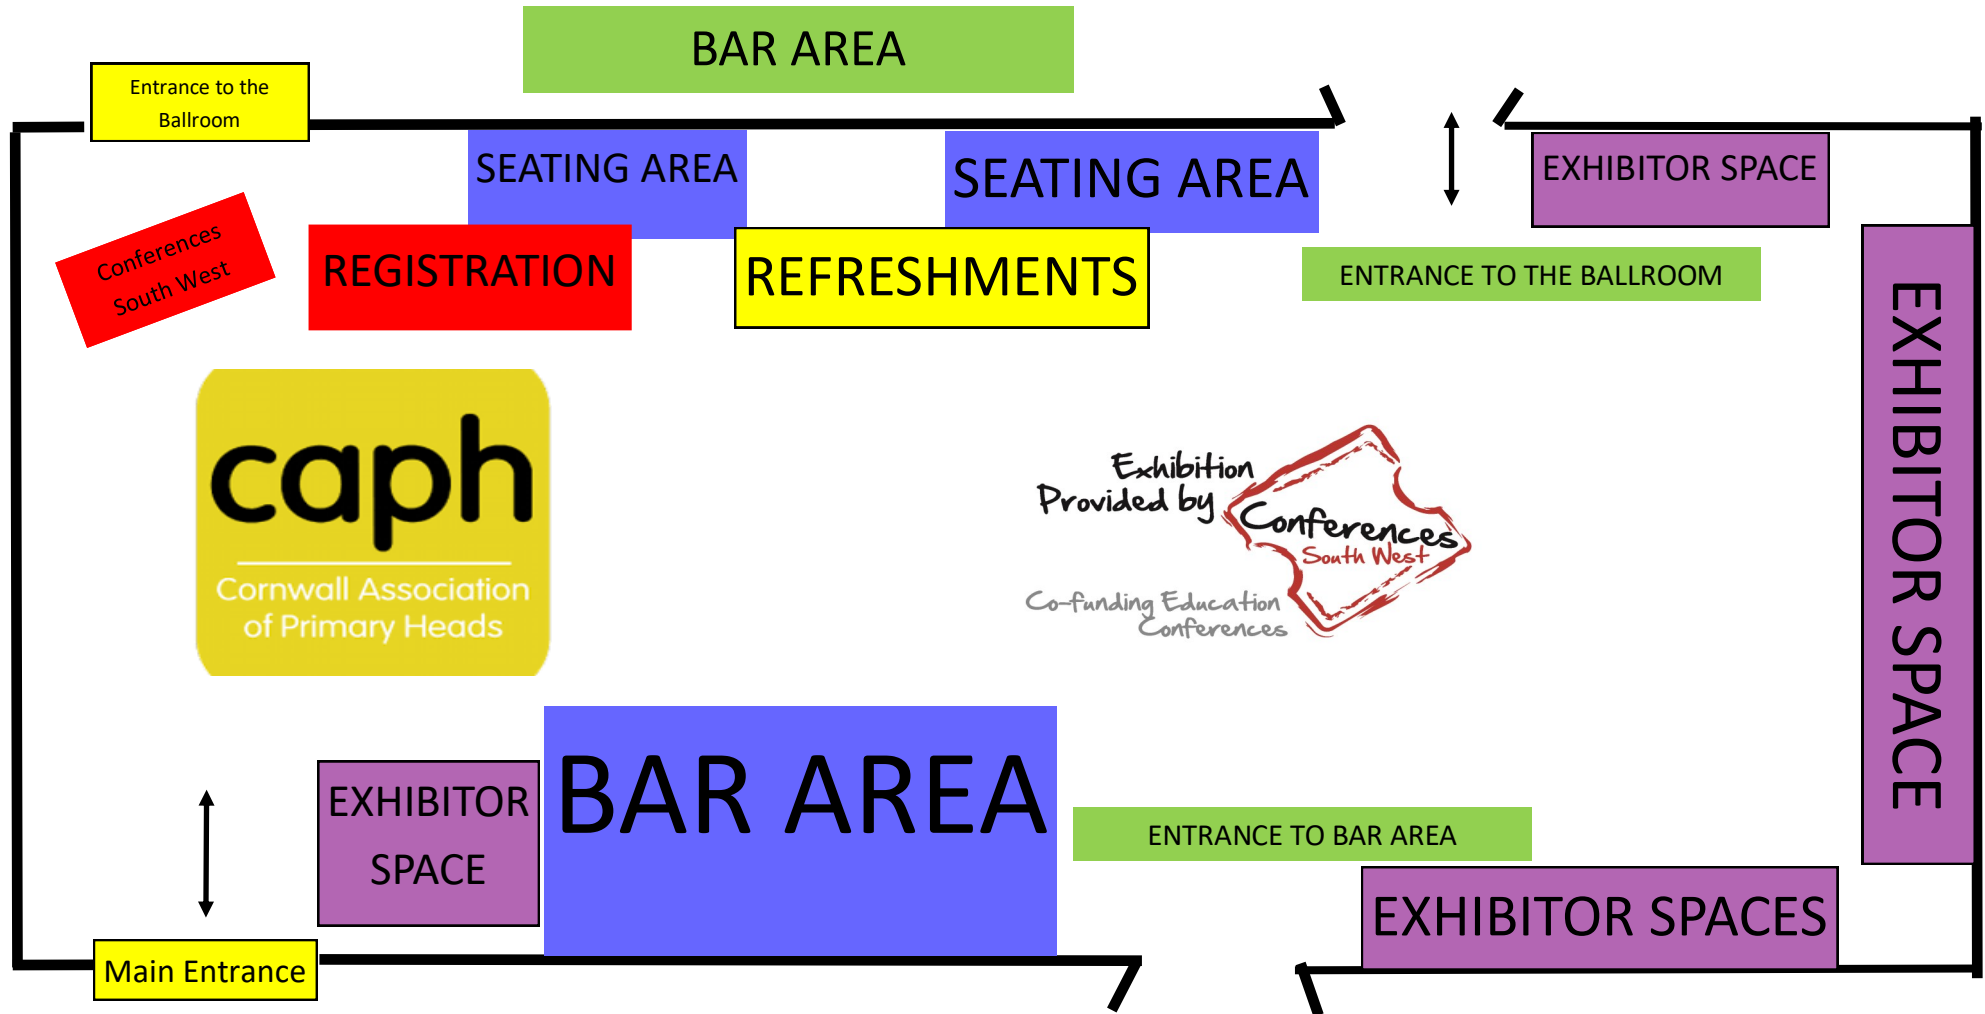 BAR AREA
Entrance to the
Ballroom
SEATING AREA
SEATING AREA
EXHIBITOR SPACE
Conferences
South West
REGISTRATION
REFRESHMENTS
ENTRANCE TO THE BALLROOM
EXHIBITOR SPACE
caph
Cornwall Association
of Primary Heads
Exhibition
Provided by
Conferences
South West
Co-funding Education
Conferences
EXHIBITOR
SPACE
BAR AREA
ENTRANCE TO BAR AREA
EXHIBITOR SPACES
Main Entrance